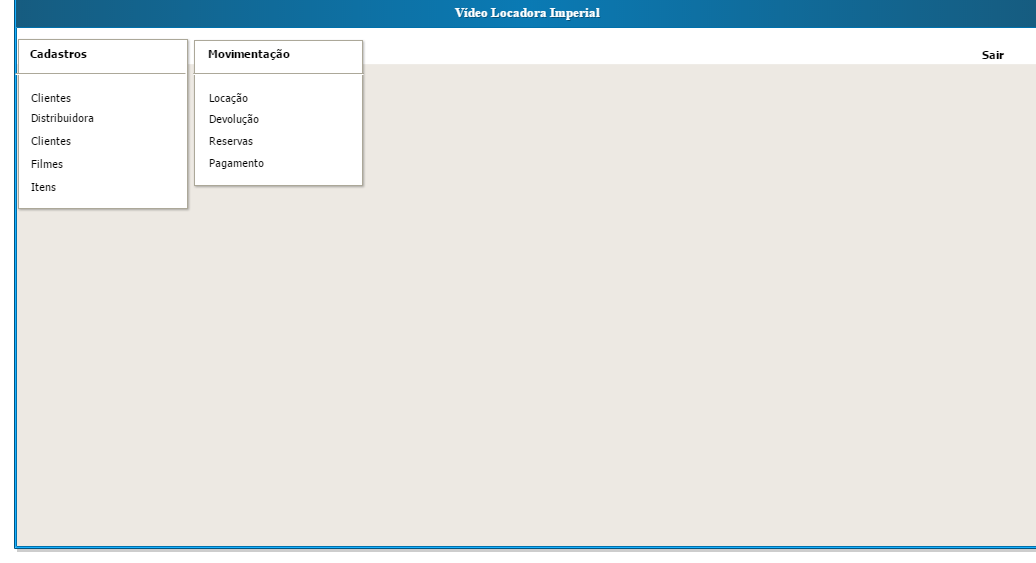 Vídeo Locadora Imperial
Cadastros
Movimentação
Sair
Clientes
Distribuidora
Clientes
Filmes
Itens
Locação
Devolução
Reservas
Pagamento